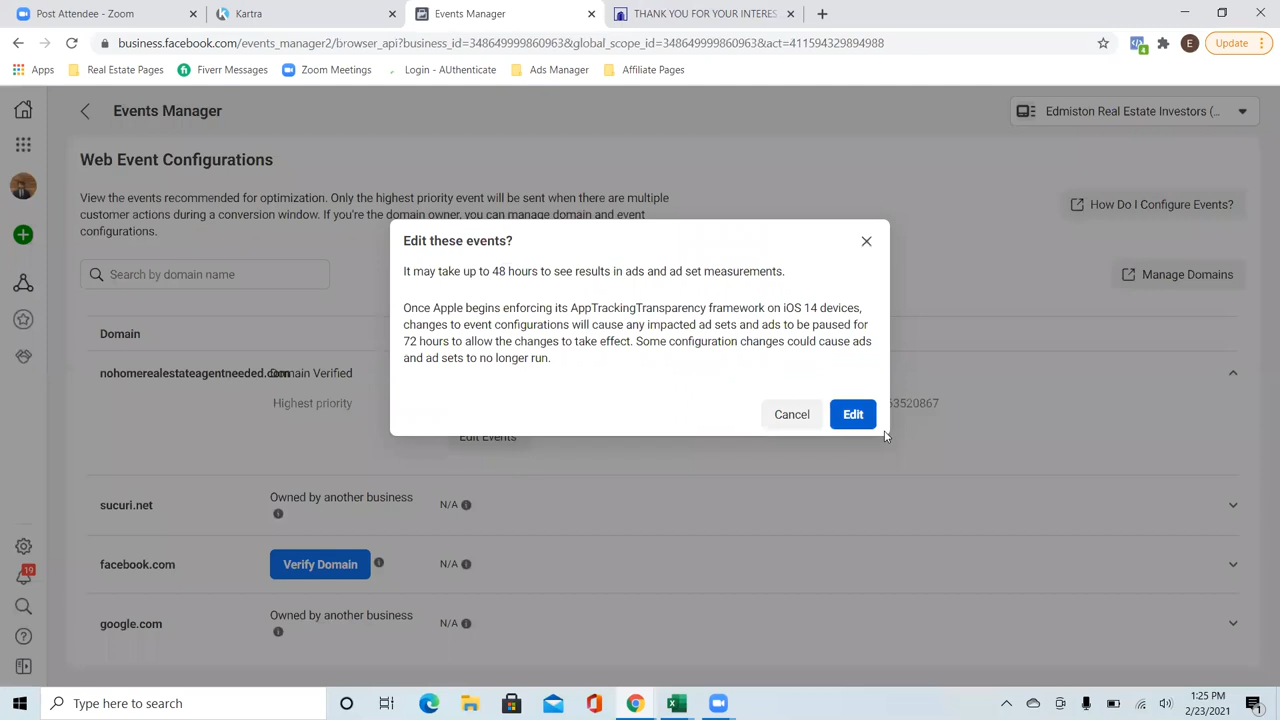 Post Attendee - Zoom
Kartra
Events Manager
THANK YOU FOR YOUR INTERES
business.facebook.com/events_manager2/browser_api?business_id=348649999860963&global_scope_id=348649999860963&act=411594329894988
E
Update
Apps
Real Estate Pages
Fiverr Messages
Zoom Meetings
Login - AUthenticate
Ads Manager
Affiliate Pages
Events Manager
Edmiston Real Estate Investors (...
Web Event Configurations
View the events recommended for optimization. Only the highest priority event will be sent when there are multiple
customer actions during a conversion window. If you're the domain owner, you can manage domain and event
configurations.
How Do I Configure Events?
Search by domain name
Manage Domains
Edit these events?
It may take up to 48 hours to see results in ads and ad set measurements.
Once Apple begins enforcing its AppTrackingTransparency framework on iOS 14 devices,
changes to event configurations will cause any impacted ad sets and ads to be paused for
72 hours to allow the changes to take effect. Some configuration changes could cause ads
and ad sets to no longer run.
Cancel
Edit
Domain
nohomerealestateagentneeded.com
Domain Verified
Highest priority
53520867
Edit Events
sucuri.net
Owned by another business
N/A
facebook.com
Verify Domain
N/A
google.com
Owned by another business
N/A
19
Type here to search
1:25 PM
2/23/2021
1